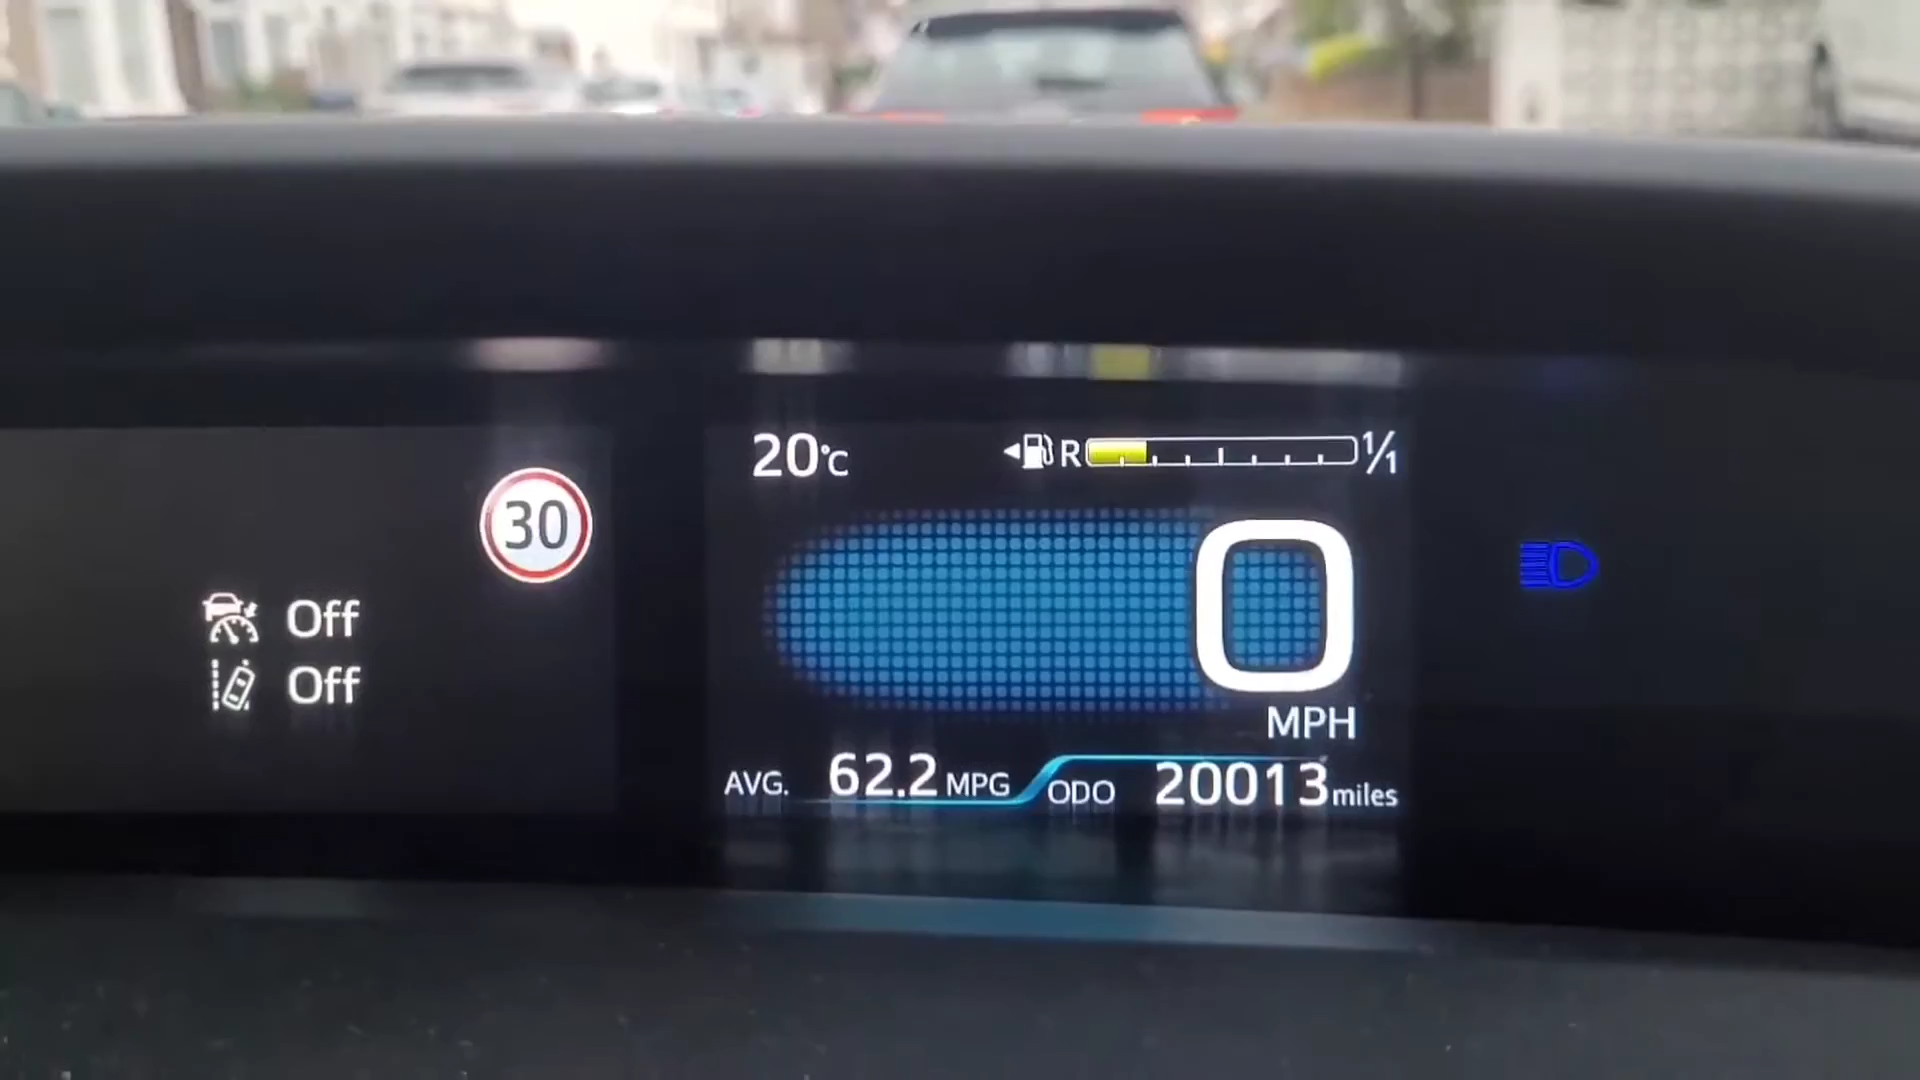 20°C R 1/1
30
0
Off
Off
MPH
AVG. 62.2 MPG ODO 20013 miles